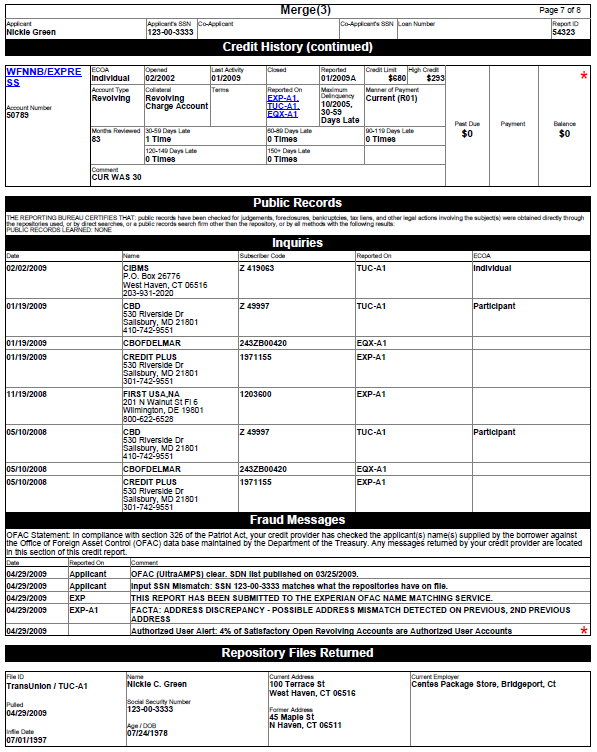 Merge(3)
Page 7 of 8
Applicant Applicant's SSN Co-Applicant Co-Applicant's SSN Loan Number Report ID
Nickie Green 123-00-3333 54323
Credit History (continued)
WFNNB/EXPRE
SS
Account Number
50789
ECOA Opened Last Activity Closed Reported Credit Limit High Credit
Individual 02/2002 01/2009 01/2009A $680 $293
*
Account Type Collateral Terms Reported On Maximum Delinquency Manner of Payment
Revolving Revolving Charge Account EXP-A1, TUC-A1, EQX-A1 10/2005, 30-59 Days Late Current (R01)
Past Due Payment Balance
$0 $0
Months Reviewed 30-59 Days Late 60-89 Days Late 90-119 Days Late
83 1 Time 0 Times 0 Times
120-149 Days Late 150+ Days Late
0 Times 0 Times
Comment
CUR WAS 30
Public Records
THE REPORTING BUREAU CERTIFIES THAT: public records have been checked for judgements, foreclosures, bankruptcies, tax liens, and other legal actions involving the subject(s) were obtained directly through
the repositories used, or by direct searches, or a public records search firm other than the repository, or by all methods with the following results:
PUBLIC RECORDS LEARNED: NONE
Inquiries
Date Name Subscriber Code Reported On ECOA
02/02/2009 CIBMS Z 419063 TUC-A1 Individual
P.O. Box 26776
West Haven, CT 06516
203-931-2020
01/19/2009 CBD Z 49997 TUC-A1 Participant
530 Riverside Dr
Salisbury, MD 21801
410-742-9551
01/19/2009 CBOFDELMAR 243ZB00420 EQX-A1
01/19/2009 CREDIT PLUS 1971155 EXP-A1
530 Riverside Dr
Salisbury, MD 21801
301-742-9551
11/19/2008 FIRST USA,NA 1203600 EXP-A1
201 N Walnut St Fl 6
Wilmington, DE 19801
800-622-6528
05/10/2008 CBD Z 49997 TUC-A1 Participant
530 Riverside Dr
Salisbury, MD 21801
410-742-9551
05/10/2008 CBOFDELMAR 243ZB00420 EQX-A1
05/10/2008 CREDIT PLUS 1971155 EXP-A1
530 Riverside Dr
Salisbury, MD 21801
301-742-9551
Fraud Messages
OFAC Statement: In compliance with section 326 of the Patriot Act, your credit provider has checked the applicant(s) name(s) supplied by the borrower against
the Office of Foreign Asset Control (OFAC) data base maintained by the Department of the Treasury. Any messages returned by your credit provider are located
in this section of this credit report.
Date Reported On Comment
04/29/2009 Applicant OFAC (UltraAMPS) clear. SDN list published on 03/25/2009.
04/29/2009 Applicant Input SSN Mismatch: SSN 123-00-3333 matches what the repositories have on file.
04/29/2009 EXP THIS REPORT HAS BEEN SUBMITTED TO THE EXPERIAN OFAC NAME MATCHING SERVICE.
04/29/2009 EXP-A1 FACTA: ADDRESS DISCREPANCY - POSSIBLE ADDRESS MISMATCH DETECTED ON PREVIOUS, 2ND PREVIOUS
ADDRESS
04/29/2009 Authorized User Alert: 4% of Satisfactory Open Revolving Accounts are Authorized User Accounts *
Repository Files Returned
File ID Name Current Address Current Employer
TransUnion / TUC-A1 Nickie C. Green 100 Terrace St Centes Package Store, Bridgeport, Ct
West Haven, CT 06516
Pulled Social Security Number Former Address
04/29/2009 123-00-3333 45 Maple St
N Haven, CT 06511
Infile Date Age / DOB
07/01/1997 07/24/1978